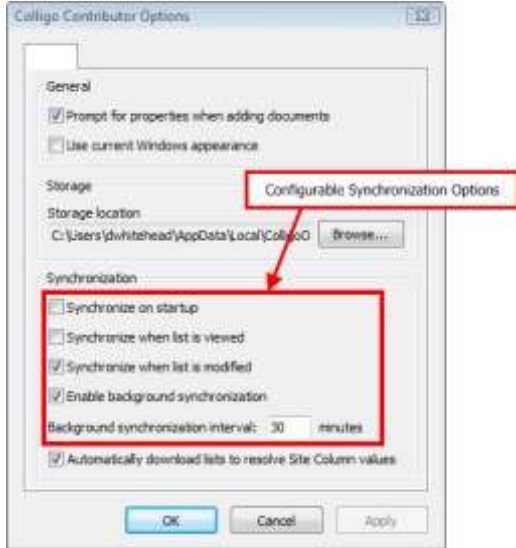 Colligo Contributor Options
General
Prompt for properties when adding documents
Use current Windows appearance
Storage
Configurable Synchronization Options
Storage location
C:\Users\dwhitehead\AppData\Local\ColligoO
Browse...
Synchronization
Synchronize on startup
Synchronize when list is viewed
Synchronize when list is modified
Enable background synchronization
Background synchronization interval: 30 minutes
Automatically download lists to resolve Site Column values
OK Cancel Apply